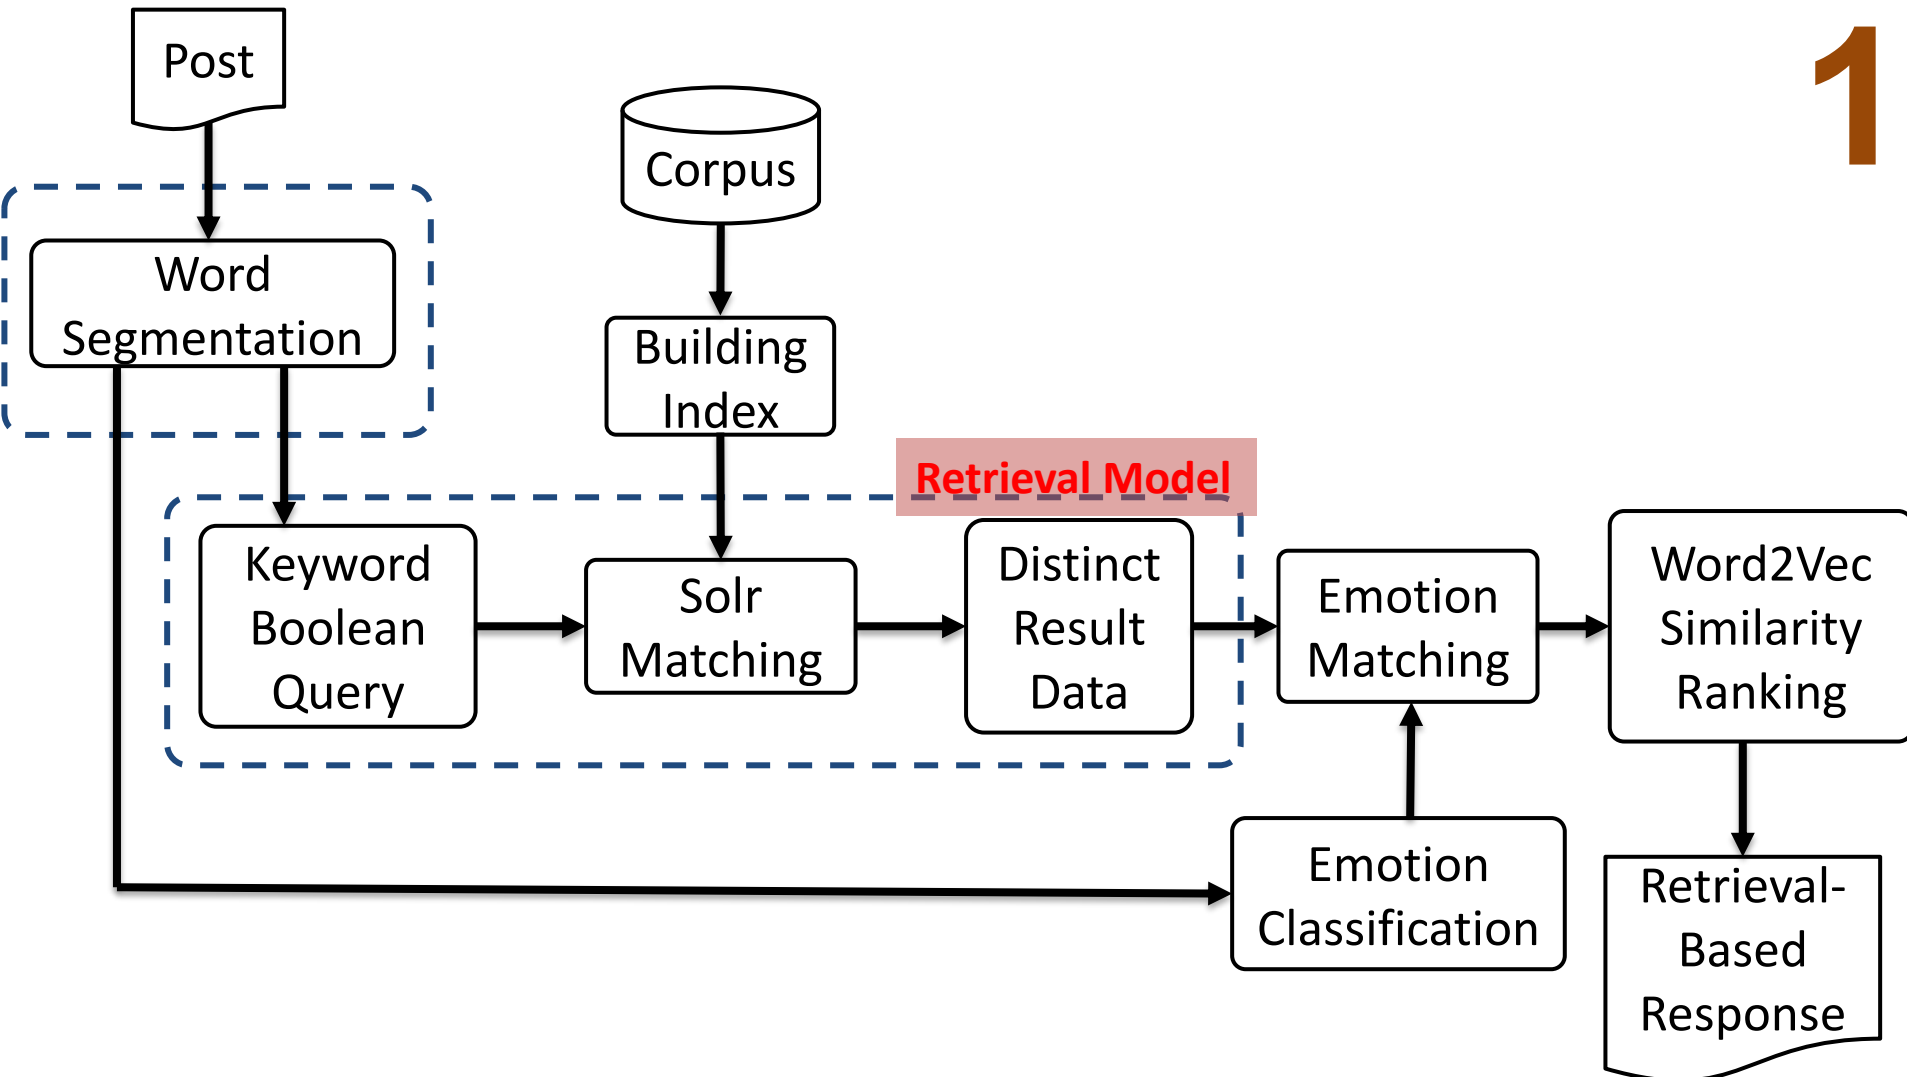 Post
1
Corpus
Word
Segmentation
Building
Index
Retrieval Model
Keyword
Boolean
Query
Solr
Matching
Distinct
Result
Data
Emotion
Matching
Word2Vec
Similarity
Ranking
Emotion
Classification
Retrieval-
Based
Response